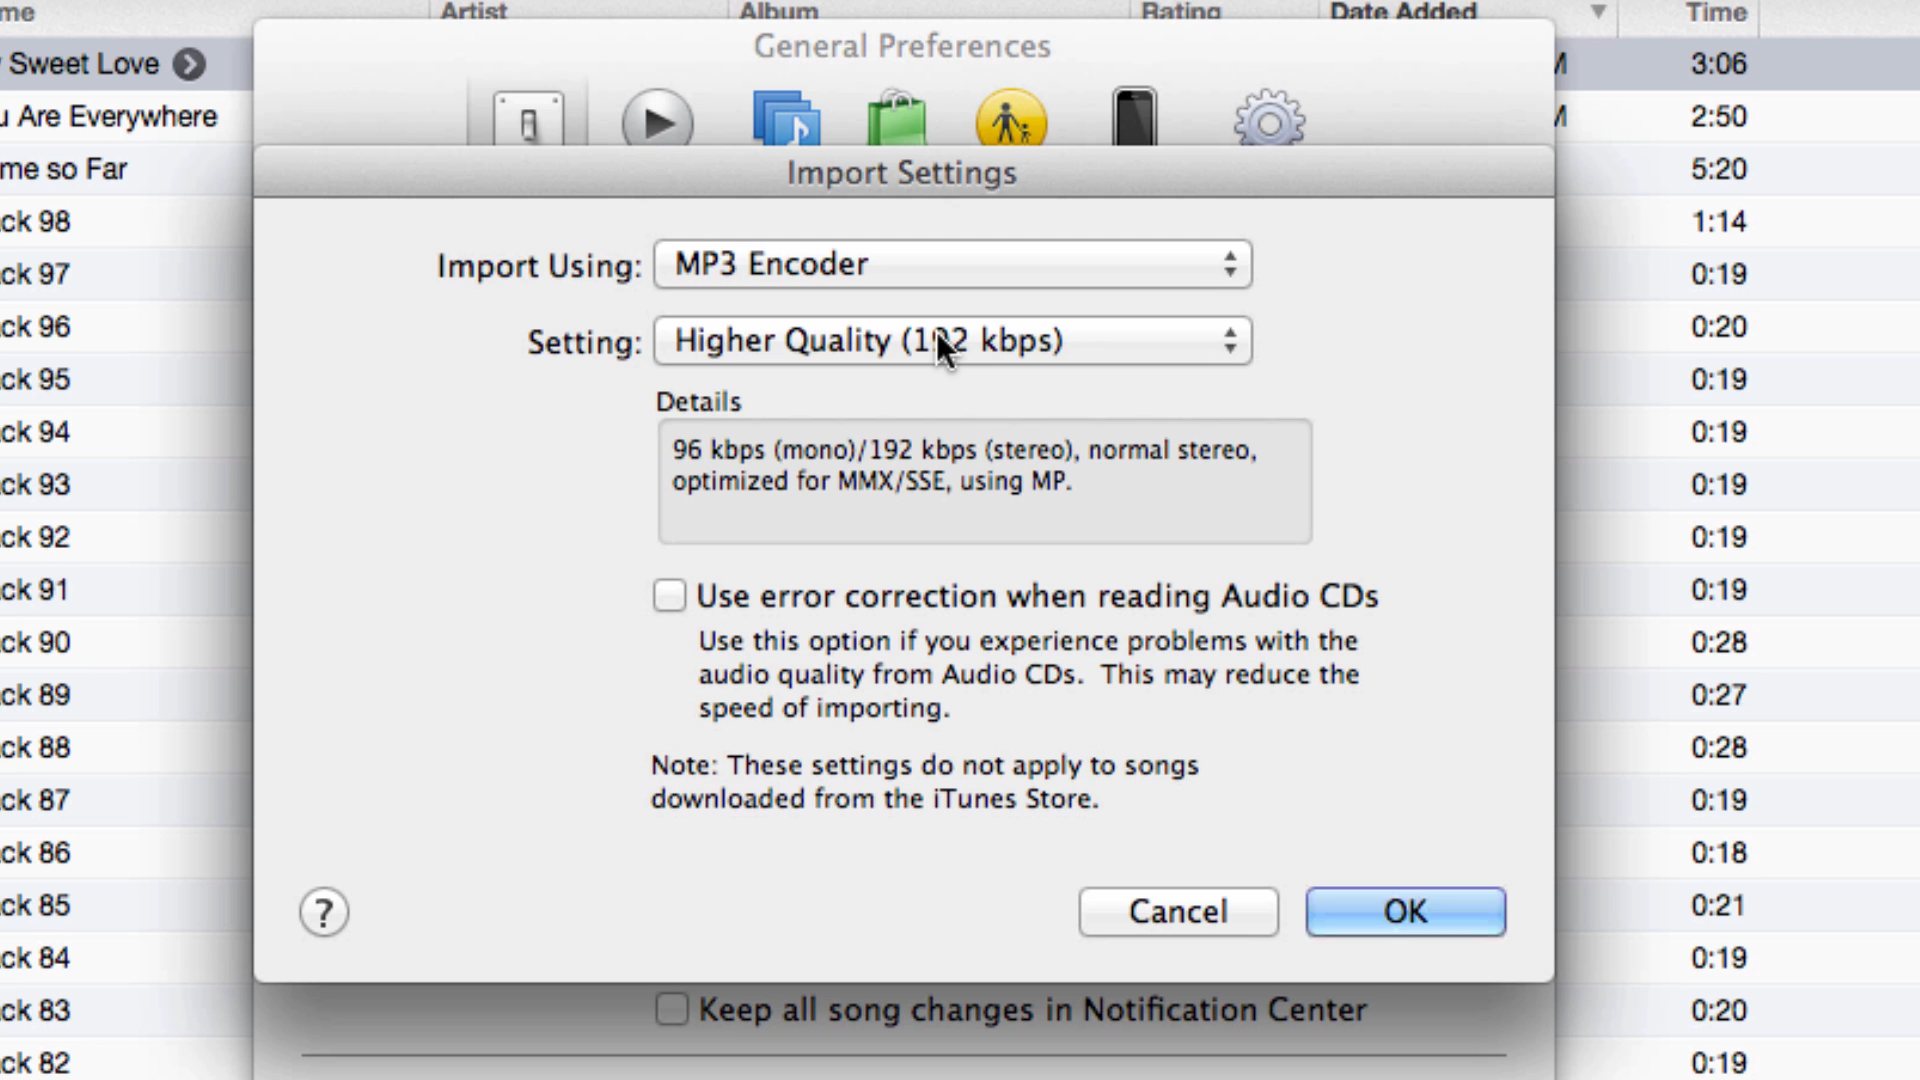 me Artist Album Rating Date Added Time
Sweet Love M 3:06
u Are Everywhere M 2:50
me so Far 5:20
ck 98 1:14
ck 97 0:19
ck 96 0:20
ck 95 0:19
ck 94 0:19
ck 93 0:19
ck 92 0:19
ck 91 0:19
ck 90 0:28
ck 89 0:27
ck 88 0:28
ck 87 0:19
ck 86 0:18
ck 85 0:21
ck 84 0:19
ck 83 0:20
ck 82 0:19
General Preferences
Import Settings
Import Using: MP3 Encoder
Setting: Higher Quality (192 kbps)
Details
96 kbps (mono)/192 kbps (stereo), normal stereo,
optimized for MMX/SSE, using MP.
Use error correction when reading Audio CDs
Use this option if you experience problems with the
audio quality from Audio CDs. This may reduce the
speed of importing.
Note: These settings do not apply to songs
downloaded from the iTunes Store.
? Cancel OK
Keep all song changes in Notification Center